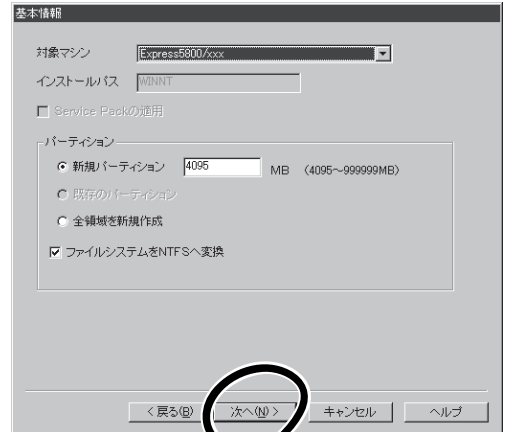 基本情報
対象マシン Express5800/xxx
インストールパス WINNT
Service Packの適用
パーティション
新規パーティション 4095 MB (4095～999999MB)
既存のパーティション
全領域を新規作成
ファイルシステムをNTFSへ変換
< 戻る(B) 次へ(N) > キャンセル ヘルプ